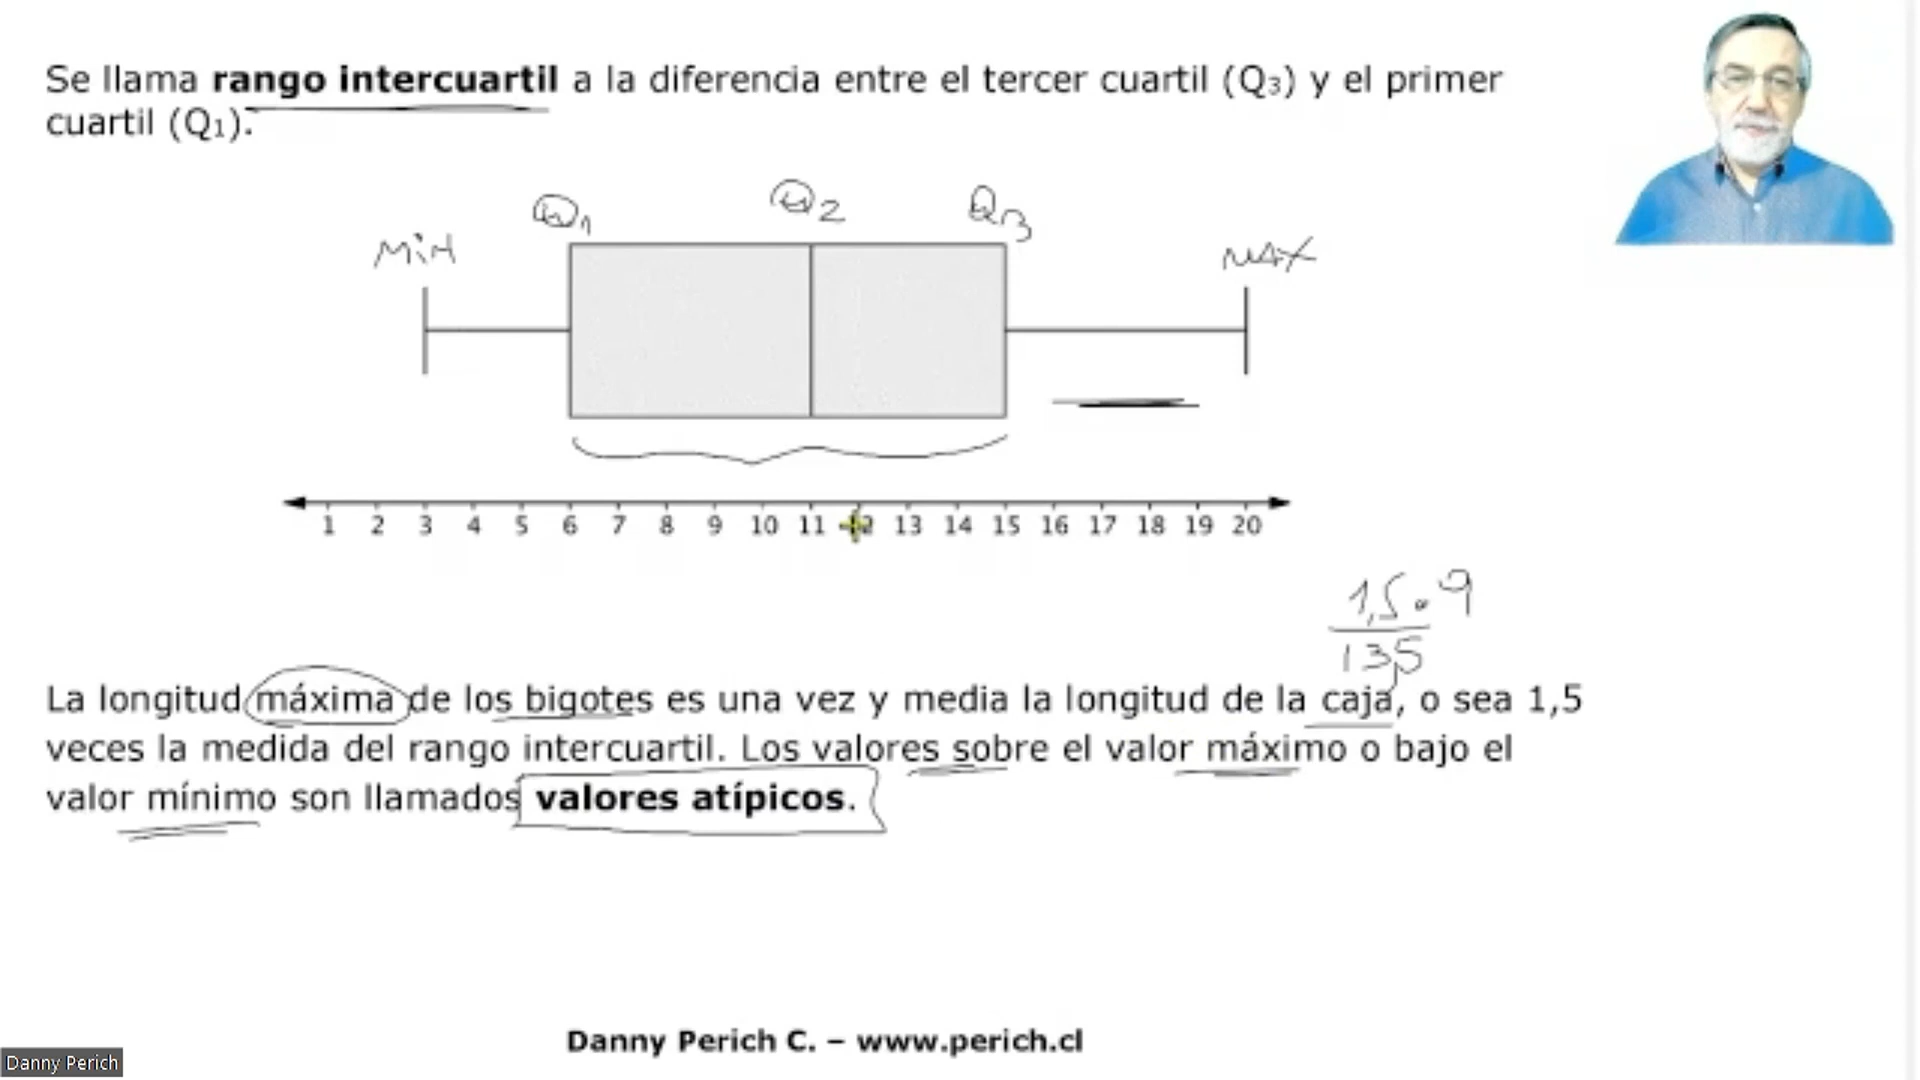 Se llama rango intercuartil a la diferencia entre el tercer cuartil (Q3) y el primer
cuartil (Q1).
Q1 Q2 Q3
MIN MAX
1 2 3 4 5 6 7 8 9 10 11 12 13 14 15 16 17 18 19 20
1,5 • 9
13,5
La longitud máxima de los bigotes es una vez y media la longitud de la caja, o sea 1,5
veces la medida del rango intercuartil. Los valores sobre el valor máximo o bajo el
valor mínimo son llamados valores atípicos.
Danny Perich C. – www.perich.cl
Danny Perich